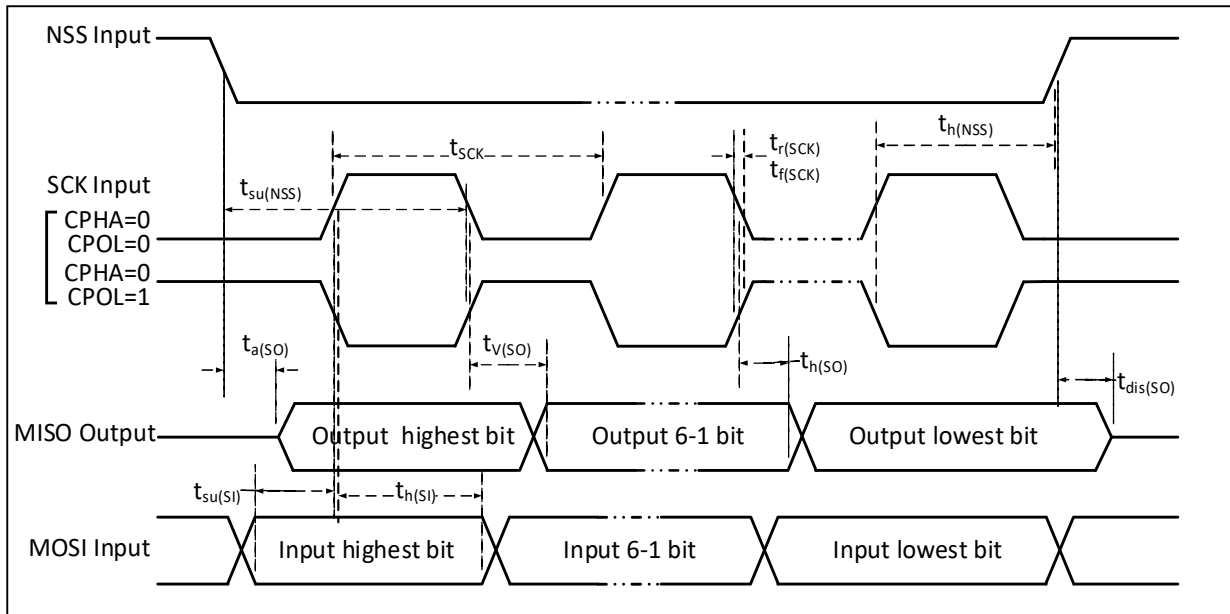 NSS Input
tSCK
tr(SCK)
tf(SCK)
th(NSS)
SCK Input
tsu(NSS)
CPHA=0
CPOL=0
CPHA=0
CPOL=1
ta(SO)
tV(SO)
th(SO)
tdis(SO)
MISO Output
Output highest bit
Output 6-1 bit
Output lowest bit
tsu(SI)
th(SI)
MOSI Input
Input highest bit
Input 6-1 bit
Input lowest bit